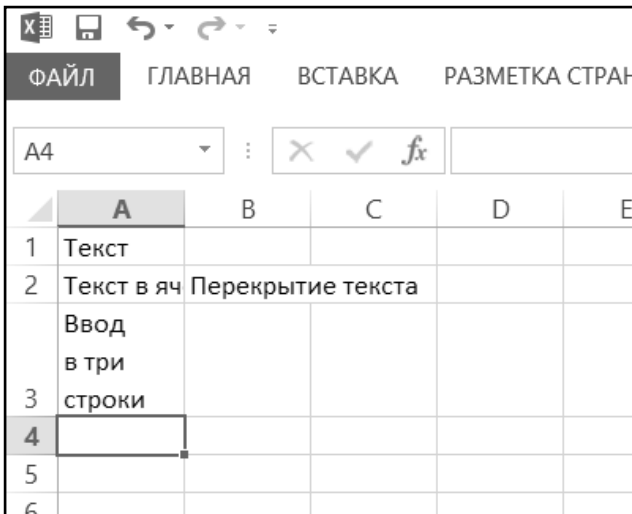 ФАЙЛ ГЛАВНАЯ ВСТАВКА РАЗМЕТКА СТРАН
A4 fx
A B C D E
1 Текст
2 Текст в яч Перекрытие текста
Ввод
в три
3 строки
4
5
6